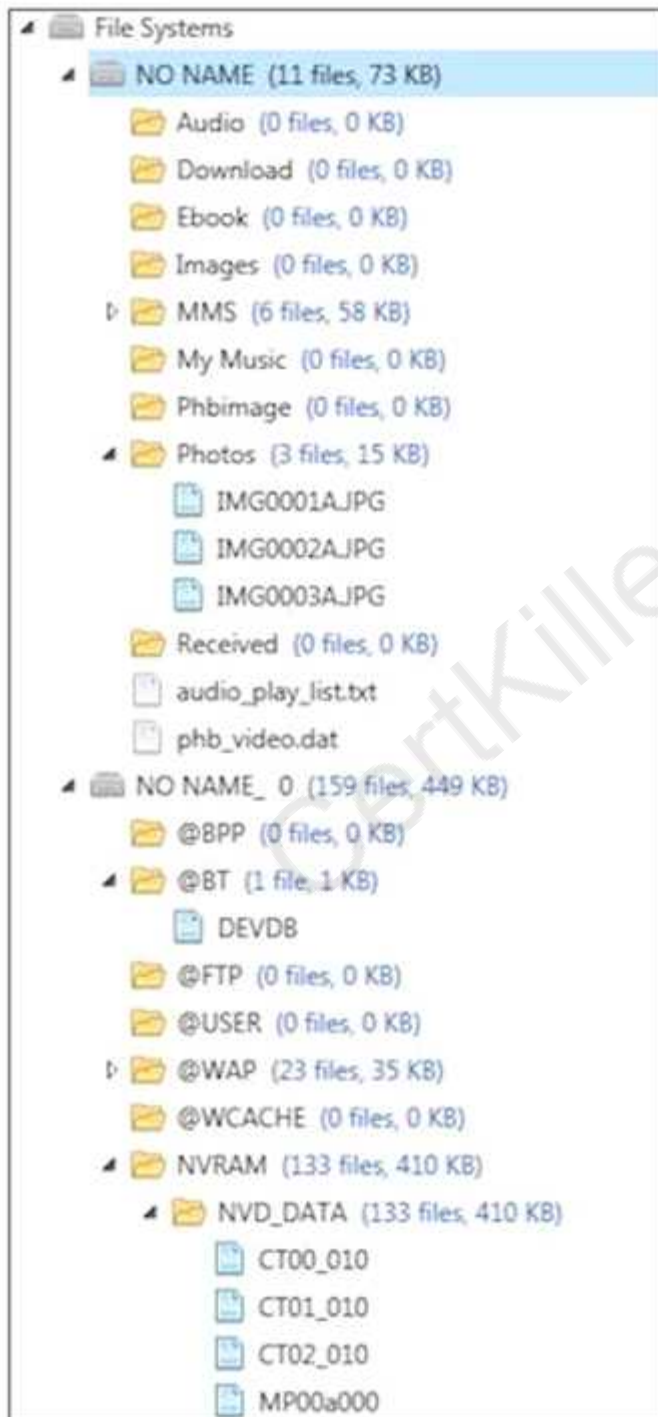 File Systems
NO NAME (11 files, 73 KB)
Audio (0 files, 0 KB)
Download (0 files, 0 KB)
Ebook (0 files, 0 KB)
Images (0 files, 0 KB)
MMS (6 files, 58 KB)
My Music (0 files, 0 KB)
Phbimage (0 files, 0 KB)
Photos (3 files, 15 KB)
IMG0001A.JPG
IMG0002A.JPG
IMG0003A.JPG
Received (0 files, 0 KB)
audio_play_list.txt
phb_video.dat
NO NAME_ 0 (159 files, 449 KB)
@BPP (0 files, 0 KB)
@BT (1 file, 1 KB)
DEVDB
@FTP (0 files, 0 KB)
@USER (0 files, 0 KB)
@WAP (23 files, 35 KB)
@WCACHE (0 files, 0 KB)
NVRAM (133 files, 410 KB)
NVD_DATA (133 files, 410 KB)
CT00_010
CT01_010
CT02_010
MP00a000
CertKille